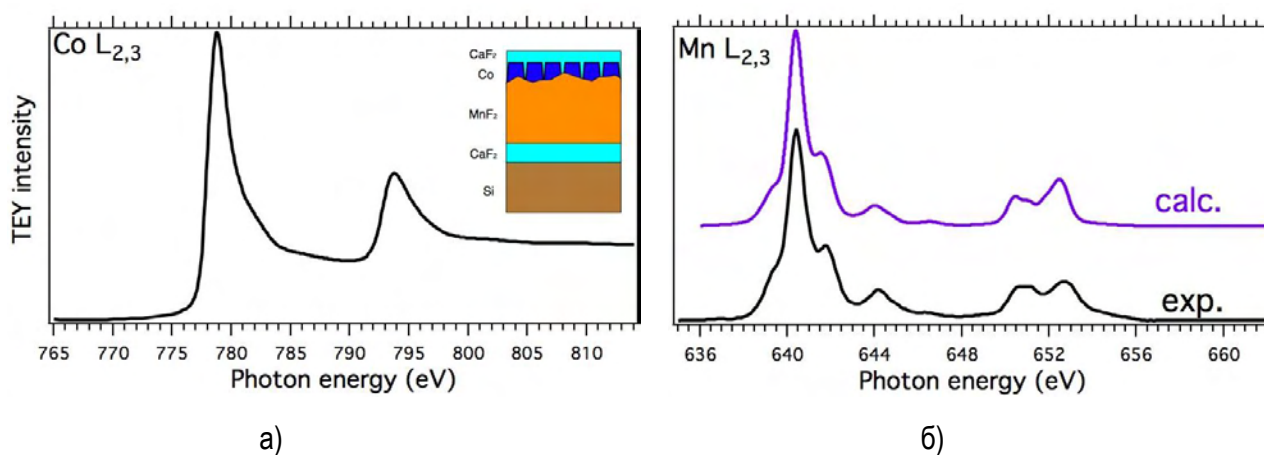 Co L2,3
TEY intensity
CaF2
Co
MnF2
CaF2
Si
765 770 775 780 785 790 795 800 805 810
Photon energy (eV)
а)
Mn L2,3
calc.
exp.
636 640 644 648 652 656 660
Photon energy (eV)
б)